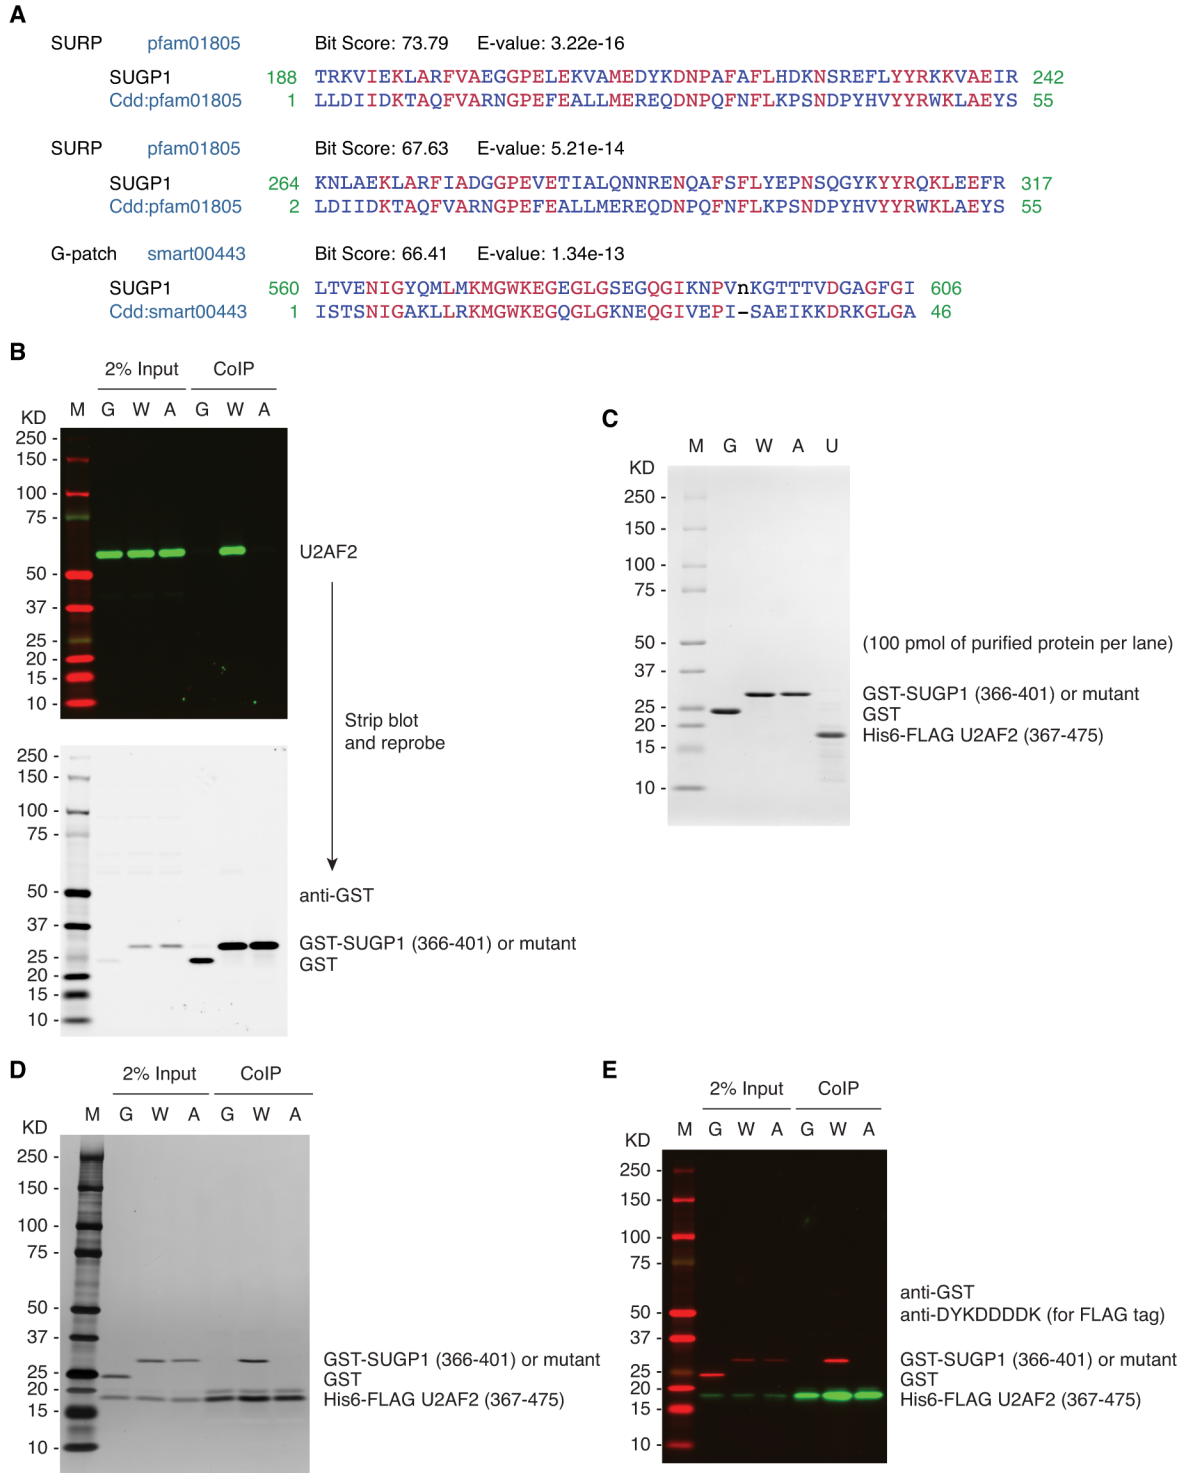 A
SURP pfam01805 Bit Score: 73.79 E-value: 3.22e-16
SUGP1 188 TRKVIEKLARFVAEGGPELEKVAMEDYKDNPAFAFLHDKNSREFLYYRKKVAEIR 242
Cdd:pfam01805 1 LLDIIDKTAQFVARNGPEFEALLMEREQDNPQFNFLKPSNDPYHVYYRWKLAEYS 55
SURP pfam01805 Bit Score: 67.63 E-value: 5.21e-14
SUGP1 264 KNLAEKLARFIADGGPEVETIALQNNRENQAFSFLYEPNSQGYKYYRQKLEEFR 317
Cdd:pfam01805 2 LDIIDKTAQFVARNGPEFEALLMEREQDNPQFNFLKPSNDPYHVYYRWKLAEYS 55
G-patch smart00443 Bit Score: 66.41 E-value: 1.34e-13
SUGP1 560 LTVENIGYQMLMKMGWKEGEGLGSEGQGIKNPVnKGTTTVDGAGFGI 606
Cdd:smart00443 1 ISTSNIGAKLLRKMGWKEGQGLGKNEQGIVEPI-SAEIKKDRKGLGA 46
B
2% Input CoIP
KD M G W A G W A
250 -
150 -
100 -
75 -
50 -
37 -
25 -
20 -
15 -
10 -
U2AF2
Strip blot
and reprobe
250 -
150 -
100 -
75 -
50 -
37 -
25 -
20 -
15 -
10 -
anti-GST
GST-SUGP1 (366-401) or mutant
GST
C
M G W A U
KD
250 -
150 -
100 -
75 -
50 -
37 -
25 -
20 -
15 -
10 -
(100 pmol of purified protein per lane)
GST-SUGP1 (366-401) or mutant
GST
His6-FLAG U2AF2 (367-475)
D
2% Input CoIP
M G W A G W A
KD
250 -
150 -
100 -
75 -
50 -
37 -
25 -
20 -
15 -
10 -
GST-SUGP1 (366-401) or mutant
GST
His6-FLAG U2AF2 (367-475)
E
2% Input CoIP
M G W A G W A
KD
250 -
150 -
100 -
75 -
50 -
37 -
25 -
20 -
15 -
10 -
anti-GST
anti-DYKDDDDK (for FLAG tag)
GST-SUGP1 (366-401) or mutant
GST
His6-FLAG U2AF2 (367-475)